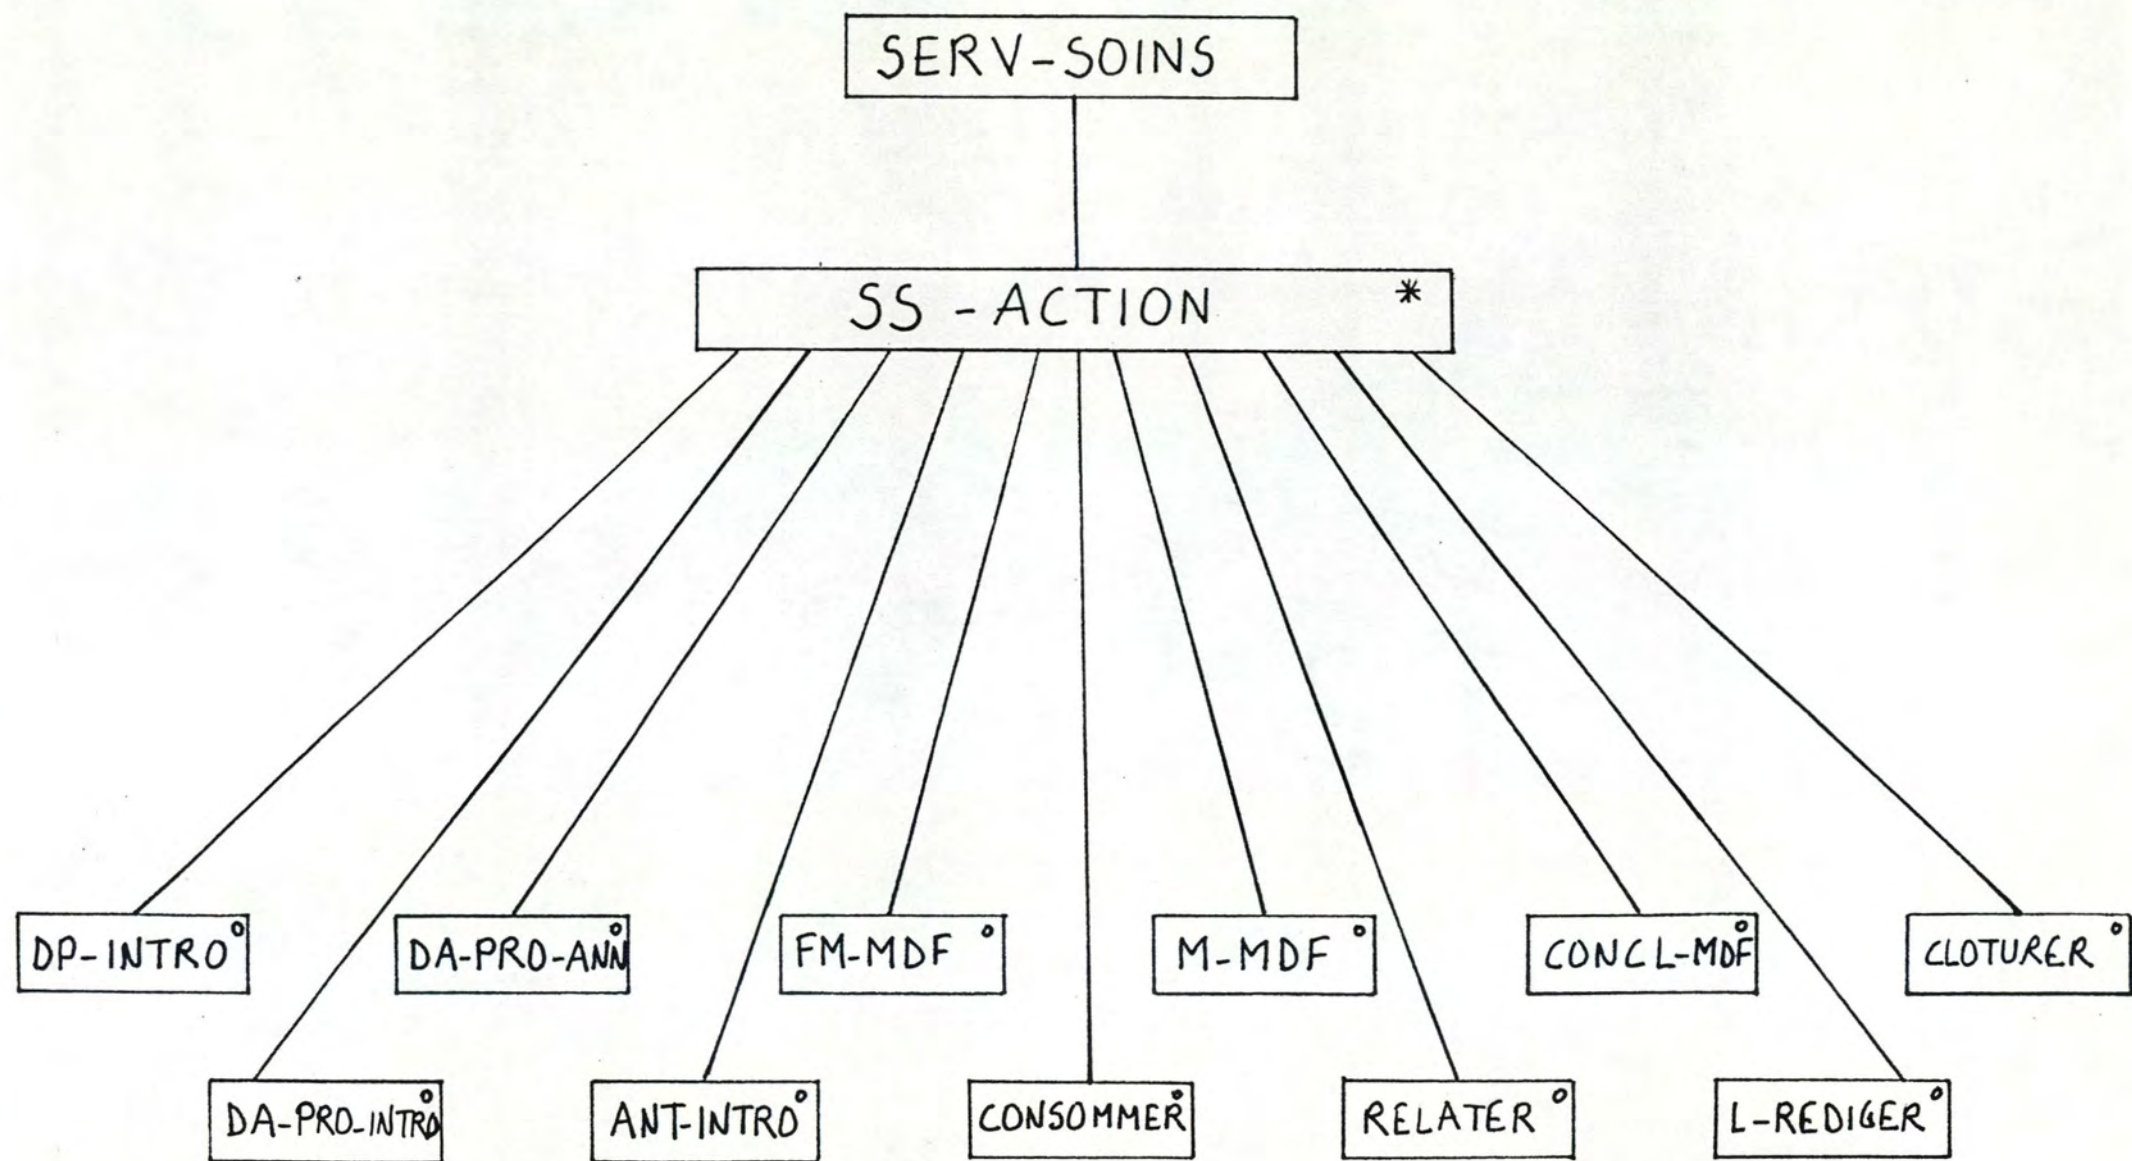 SERV-SOINS
SS-ACTION *
DP-INTRO°
DA-PRO-ANN°
FM-MDF °
M-MDF °
CONCL-MDF°
CLOTURER °
DA-PRO-INTRO°
ANT-INTRO°
CONSOMMER°
RELATER °
L-REDIGER°